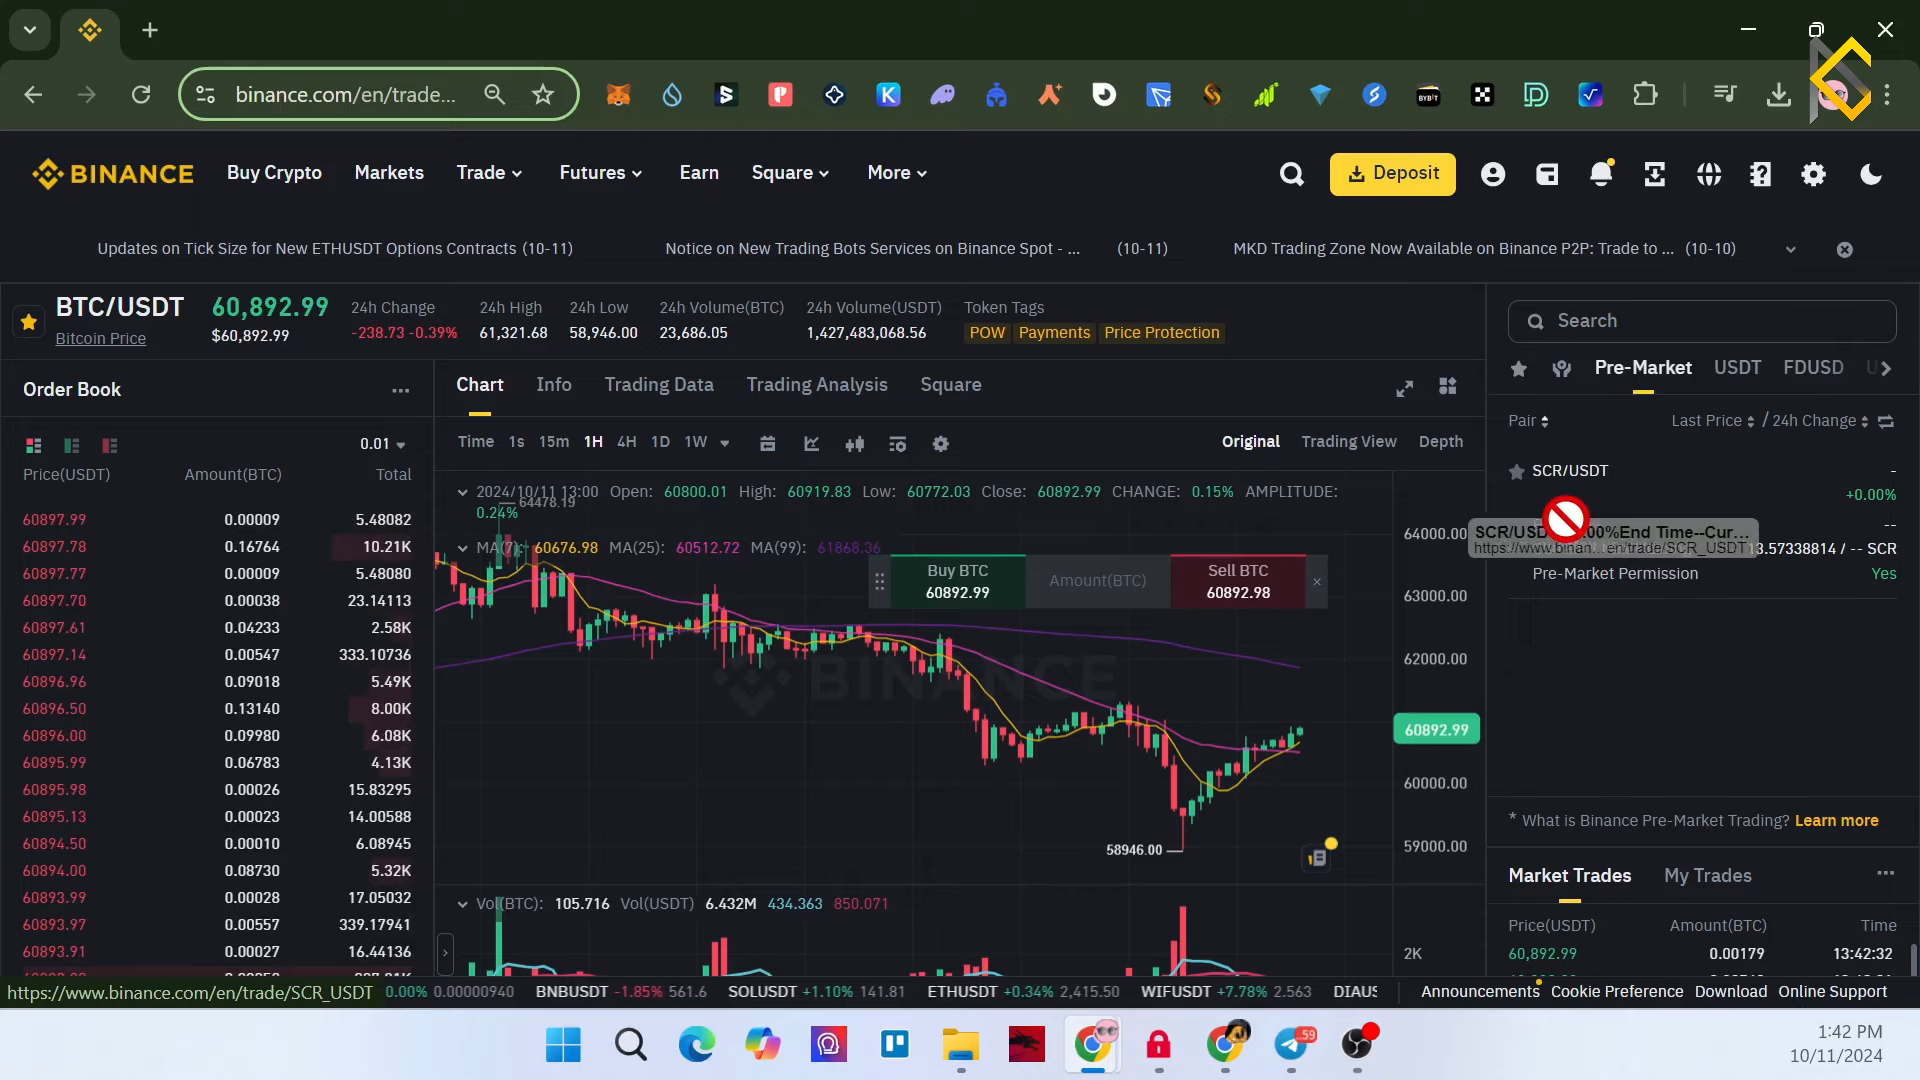 binance.com/en/trade...
BINANCE
Buy Crypto
Markets
Trade
Futures
Earn
Square
More
Deposit
Updates on Tick Size for New ETHUSDT Options Contracts (10-11)
Notice on New Trading Bots Services on Binance Spot - ... (10-11)
MKD Trading Zone Now Available on Binance P2P: Trade to ... (10-10)
BTC/USDT
Bitcoin Price
60,892.99
$60,892.99
24h Change
-238.73 -0.39%
24h High
61,321.68
24h Low
58,946.00
24h Volume(BTC)
23,686.05
24h Volume(USDT)
1,427,483,068.56
Token Tags
POW Payments Price Protection
Search
Pre-Market USDT FDUSD
Order Book
Chart Info Trading Data Trading Analysis Square
Pair Last Price / 24h Change
0.01
Time 1s 15m 1H 4H 1D 1W
Original Trading View Depth
Price(USDT) Amount(BTC) Total
60897.99 0.00009 5.48082
60897.78 0.16764 10.21K
60897.77 0.00009 5.48080
60897.70 0.00038 23.14113
60897.61 0.04233 2.58K
60897.14 0.00547 333.10736
60896.96 0.09018 5.49K
60896.50 0.13140 8.00K
60896.00 0.09980 6.08K
60895.99 0.06783 4.13K
60895.98 0.00026 15.83295
60895.13 0.00023 14.00588
60894.50 0.00010 6.08945
60894.00 0.08730 5.32K
60893.99 0.00028 17.05032
60893.97 0.00557 339.17941
60893.91 0.00027 16.44136
2024/10/11 13:00 Open: 60800.01 High: 60919.83 Low: 60772.03 Close: 60892.99 CHANGE: 0.15% AMPLITUDE:
0.24%
64478.19
MA(7): 60676.98 MA(25): 60512.72 MA(99): 61868.36
Buy BTC
60892.99
Amount(BTC)
Sell BTC
60892.98
BINANCE
64000.00
63000.00
62000.00
60892.99
60000.00
59000.00
58946.00
Vol(BTC): 105.716 Vol(USDT) 6.432M 434.363 850.071
2K
SCR/USDT -
+0.00%
--
13.57338814 / -- SCR
Pre-Market Permission Yes
* What is Binance Pre-Market Trading? Learn more
Market Trades My Trades
Price(USDT) Amount(BTC) Time
60,892.99 0.00179 13:42:32
https://www.binance.com/en/trade/SCR_USDT
0.00% 0.00000940 BNBUSDT -1.85% 561.6 SOLUSDT +1.10% 141.81 ETHUSDT +0.34% 2,415.50 WIFUSDT +7.78% 2.563 DIAUS
Announcements Cookie Preference Download Online Support
59
1:42 PM
10/11/2024